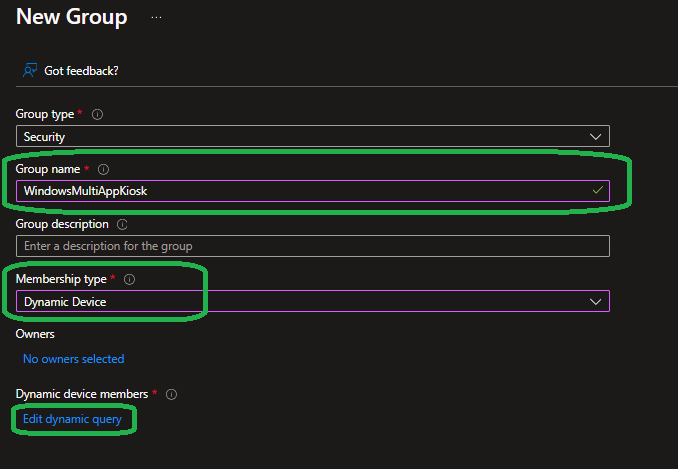 New Group ...
Got feedback?
Group type *
Security
Group name *
WindowsMultiAppKiosk
Group description
Enter a description for the group
Membership type *
Dynamic Device
Owners
No owners selected
Dynamic device members *
Edit dynamic query